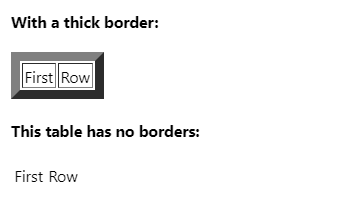 With a thick border:
First Row
This table has no borders:
First Row